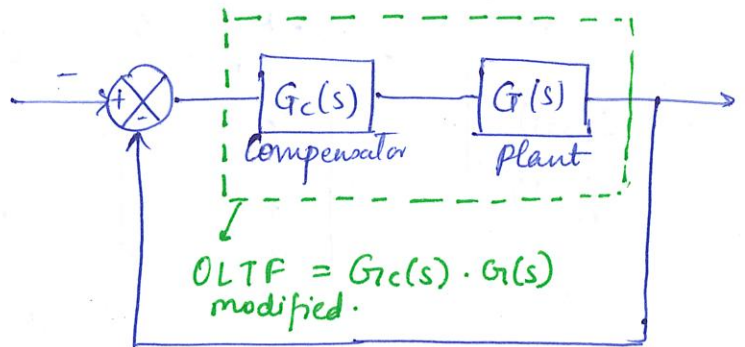 −
+
-
Gc(s)
G(s)
Compensator
Plant
OLTF = Gc(s) . G(s)
modified.